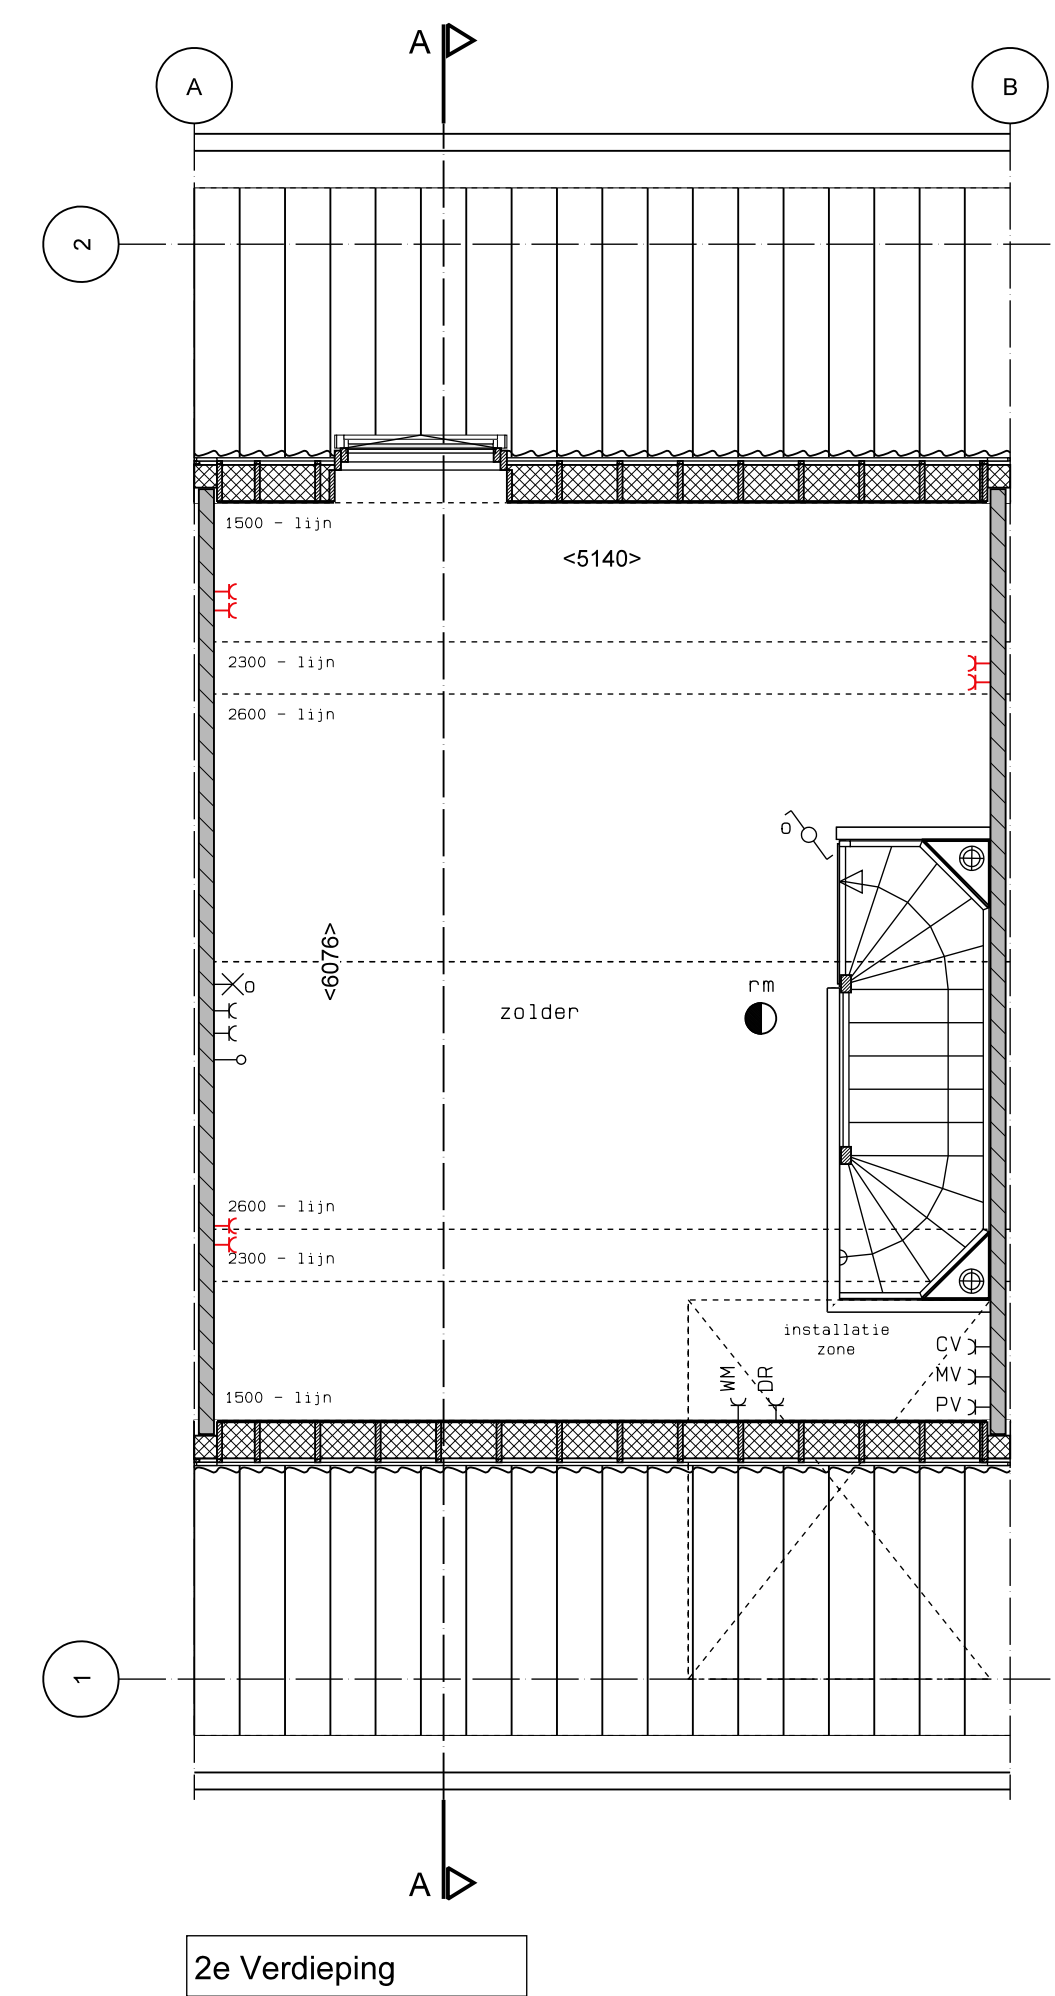 A
A
B
2
1500 - lijn
<5140>
2300 - lijn
2600 - lijn
o
<6076>
o
rm
zolder
2600 - lijn
2300 - lijn
installatie
zone
CV
MV
PV
WM
DR
1500 - lijn
1
A
2e Verdieping